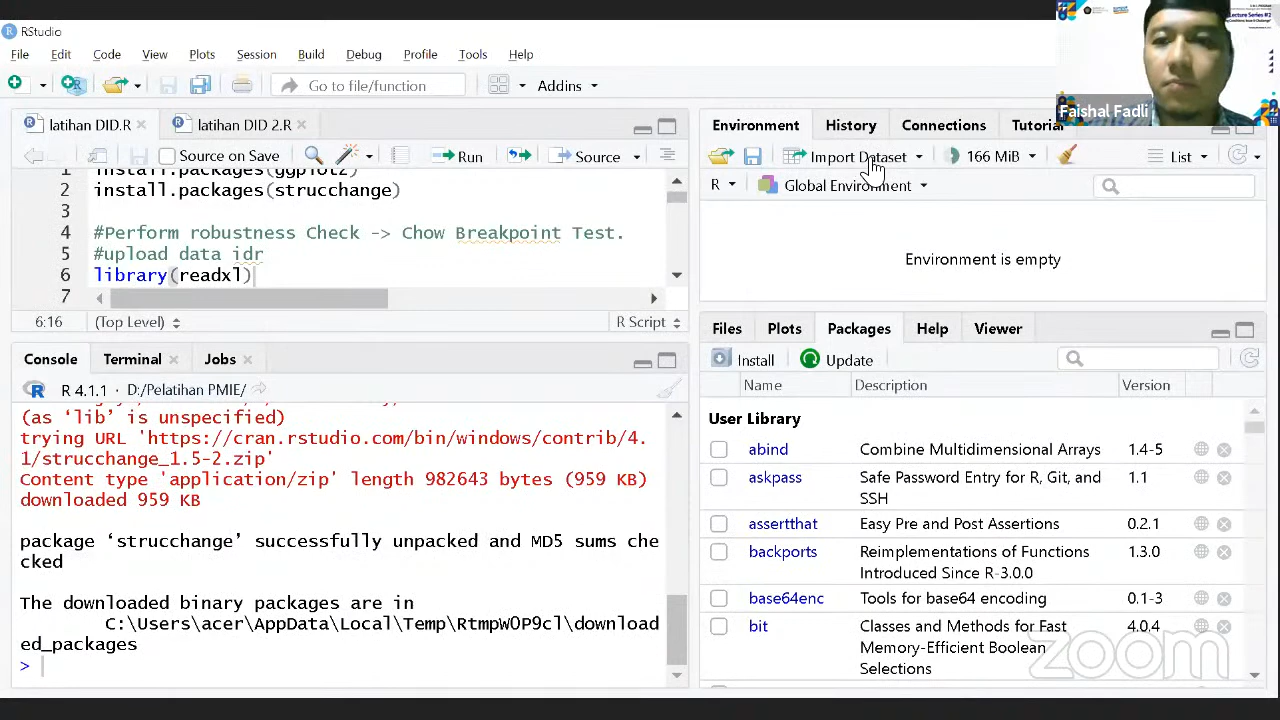 RStudio
File Edit Code View Plots Session Build Debug Profile Tools Help
Go to file/function Addins
Lecture Series #2
Faishal Fadli
latihan DID.R latihan DID 2.R
Source on Save Run Source
1 install.packages(ggplot2)
2 install.packages(strucchange)
3
4 #Perform robustness Check -> Chow Breakpoint Test.
5 #upload data idr
6 library(readxl)
7
6:16 (Top Level) R Script
Console Terminal Jobs
R 4.1.1 · D:/Pelatihan PMIE/
(as ‘lib’ is unspecified)
trying URL 'https://cran.rstudio.com/bin/windows/contrib/4.
1/strucchange_1.5-2.zip'
Content type 'application/zip' length 982643 bytes (959 KB)
downloaded 959 KB
package ‘strucchange’ successfully unpacked and MD5 sums che
cked
The downloaded binary packages are in
C:\Users\acer\AppData\Local\Temp\RtmpWOP9cl\download
ed_packages
>
Environment History Connections Tutorial
Import Dataset 166 MiB List
R Global Environment
Environment is empty
Files Plots Packages Help Viewer
Install Update
Name Description Version
User Library
abind Combine Multidimensional Arrays 1.4-5
askpass Safe Password Entry for R, Git, and 1.1
SSH
assertthat Easy Pre and Post Assertions 0.2.1
backports Reimplementations of Functions 1.3.0
Introduced Since R-3.0.0
base64enc Tools for base64 encoding 0.1-3
bit Classes and Methods for Fast 4.0.4
Memory-Efficient Boolean
Selections
zoom